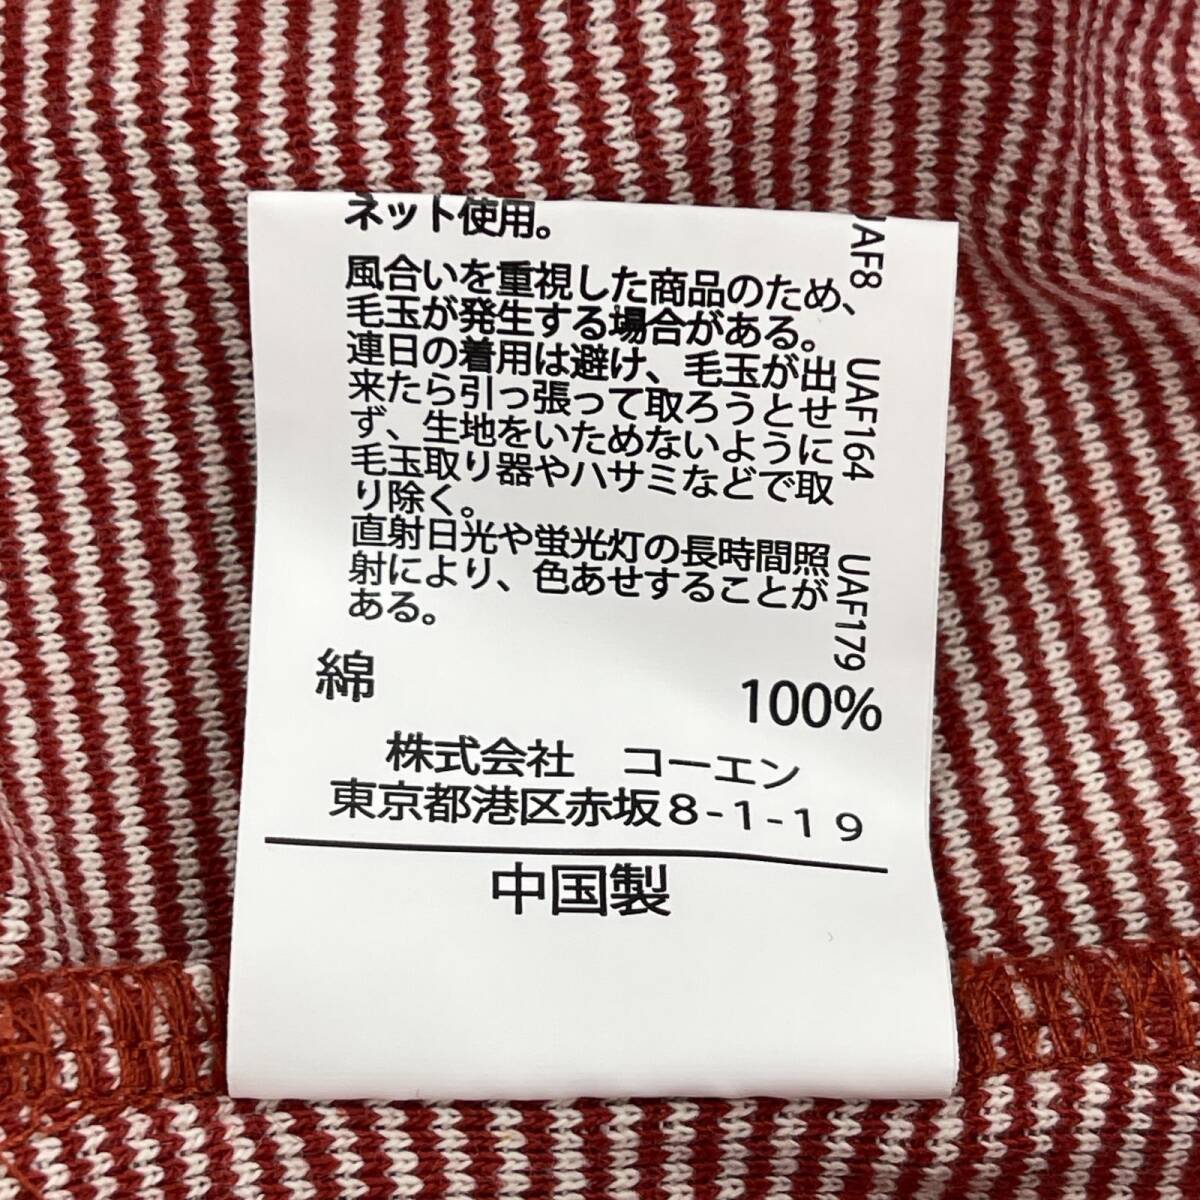 ネット使用。
風合いを重視した商品のため、
毛玉が発生する場合がある。
連日の着用は避け、毛玉が出
来たら引っ張って取ろうとせ
ず、生地をいためないように
毛玉取り器やハサミなどで取
り除く。
直射日光や蛍光灯の長時間照
射により、色あせすることが
ある。
AF8
UAF164
UAF179
綿 100%
株式会社　コーエン
東京都港区赤坂８-１-１９
中国製